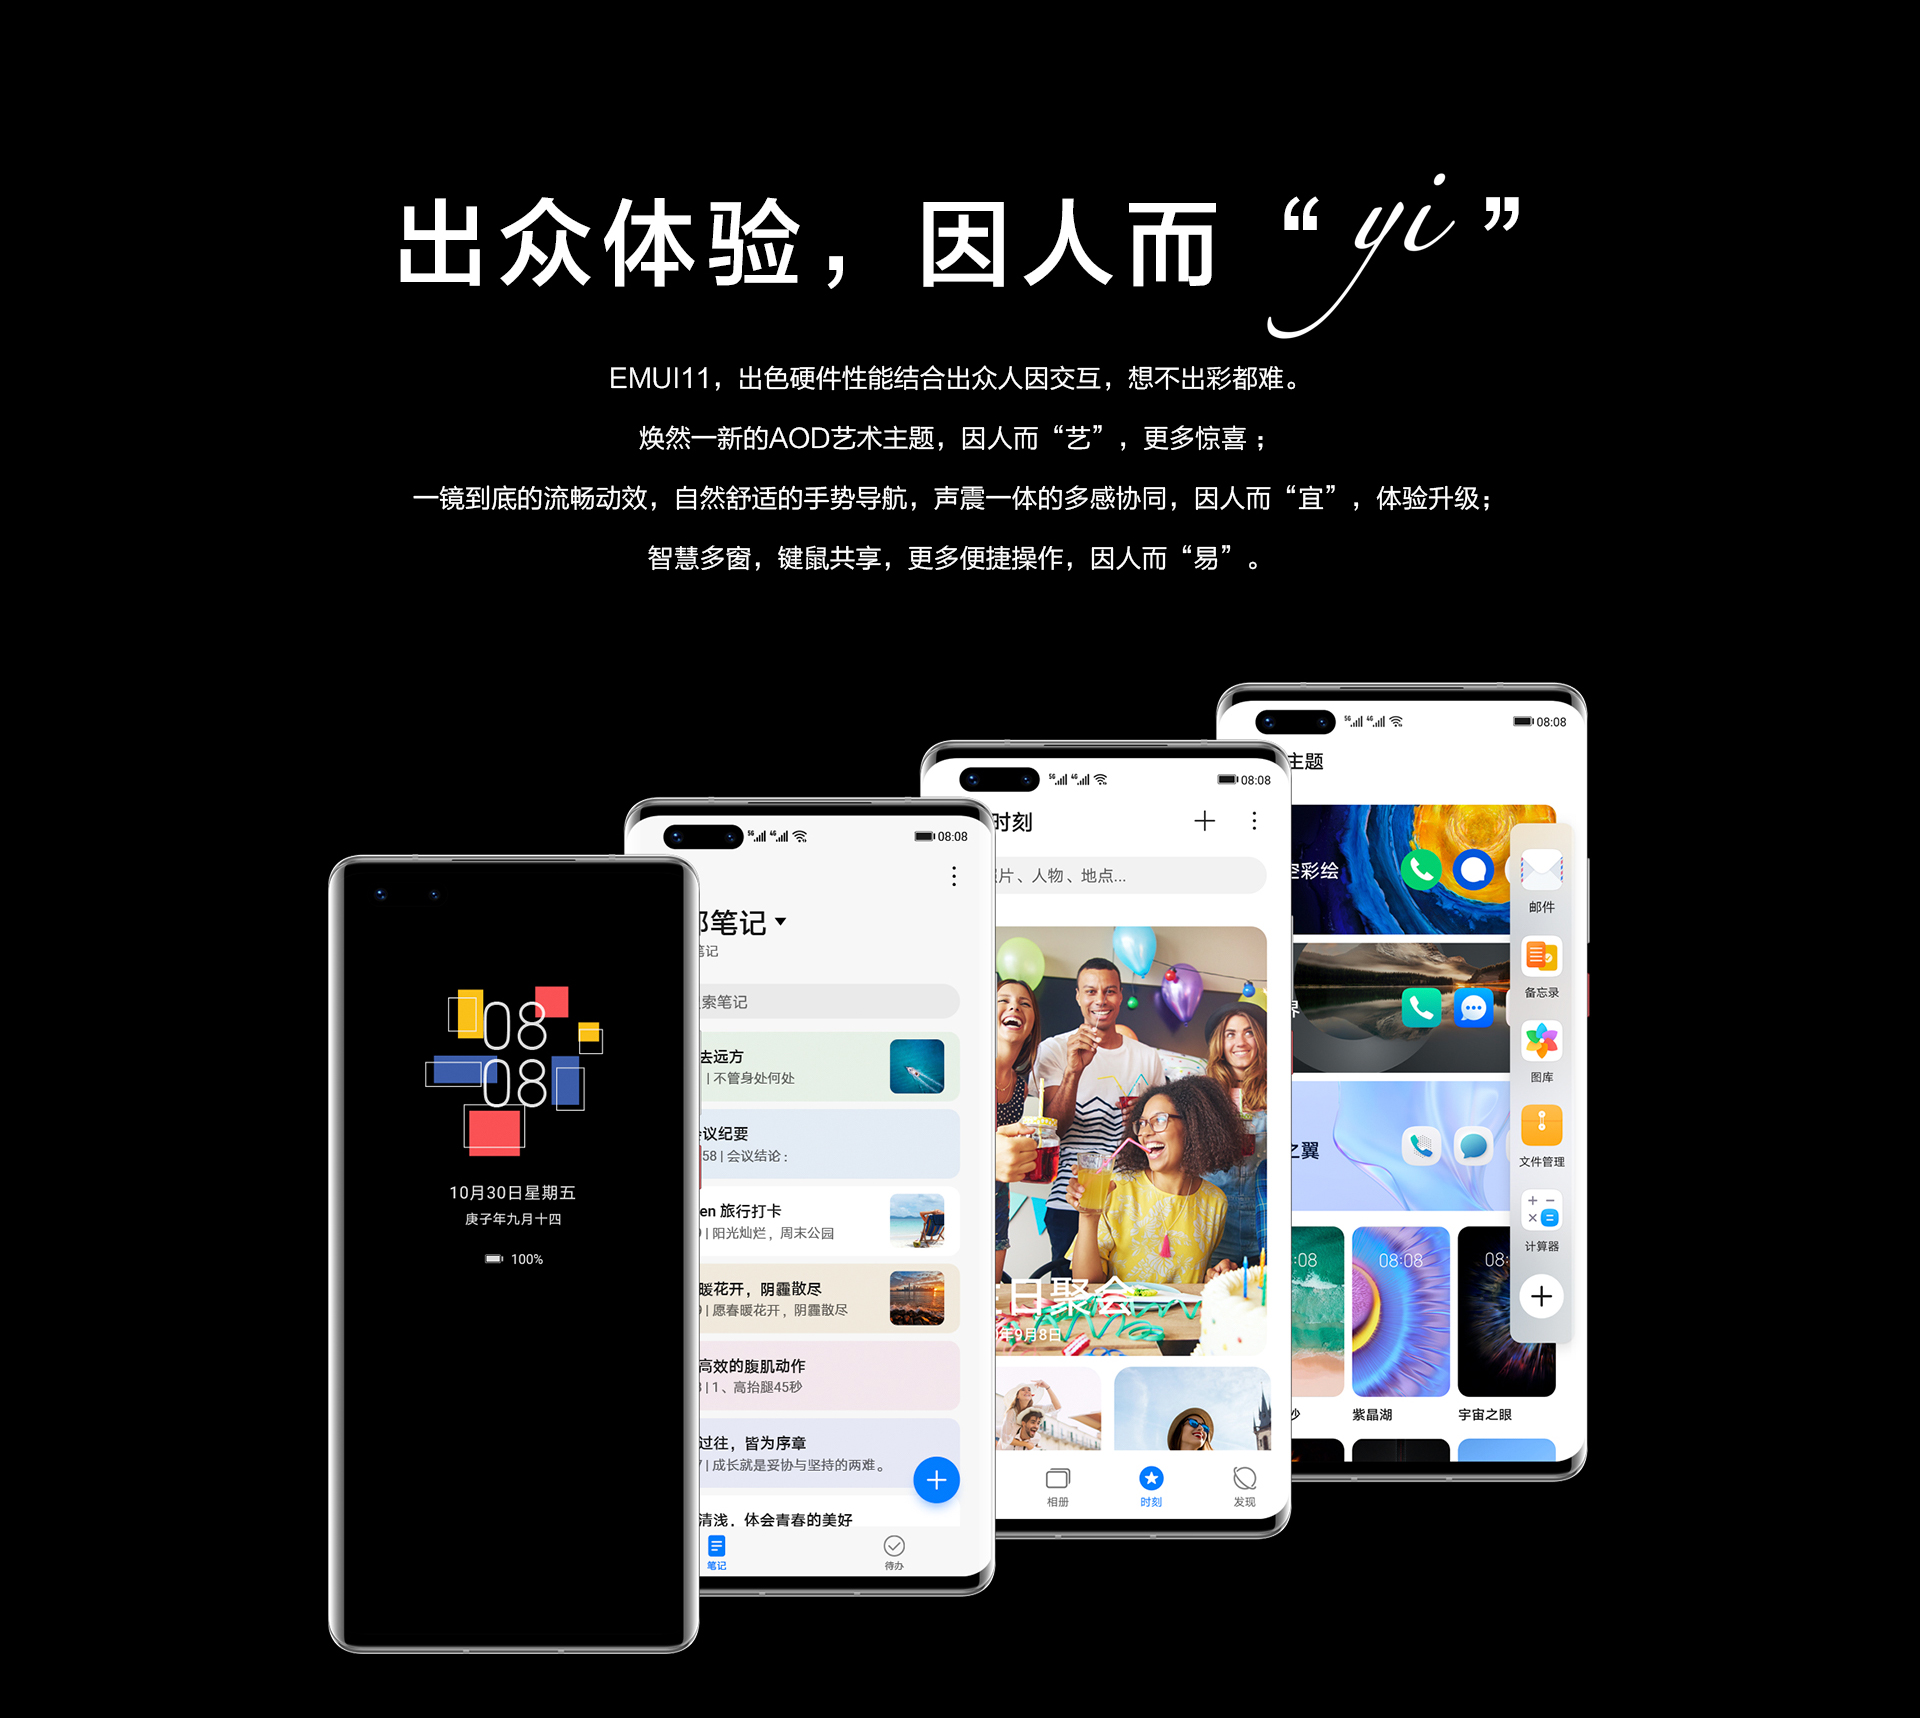 出众体验，因人而“yi”
EMUI11，出色硬件性能结合出众人因交互，想不出彩都难。
焕然一新的AOD艺术主题，因人而“艺”，更多惊喜；
一镜到底的流畅动效，自然舒适的手势导航，声震一体的多感协同，因人而“宜”，体验升级；
智慧多窗，键鼠共享，更多便捷操作，因人而“易”。
08
08
10月30日星期五
庚子年九月十四
100%
5G 4G 08:08
笔记
笔记
索笔记
去远方
| 不管身处何处
议纪要
58 | 会议结论：
en 旅行打卡
| 阳光灿烂，周末公园
暖花开，阴霾散尽
| 愿春暖花开，阴霾散尽
高效的腹肌动作
| 1、高抬腿45秒
过往，皆为序章
| 成长就是妥协与坚持的两难。
清浅，体会青春的美好
笔记
待办
5G 4G 08:08
时刻
片、人物、地点...
日聚会
年9月8日
相册
时刻
发现
5G 4G 08:08
主题
彩绘
界
之翼
:08
08:08
08:
紫晶湖
宇宙之眼
邮件
备忘录
图库
文件管理
计算器